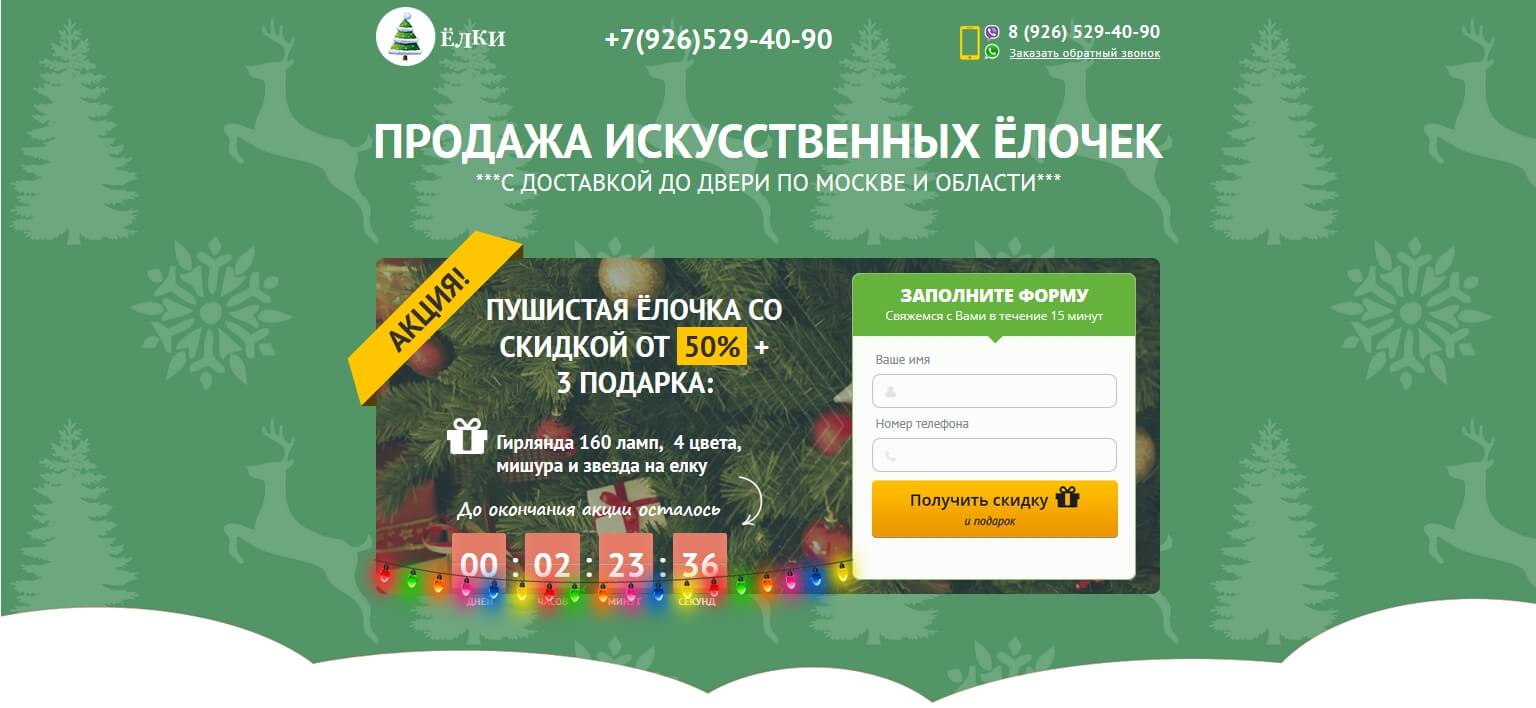 ЁЛКИ
+7(926)529-40-90
8 (926) 529-40-90
Заказать обратный звонок
ПРОДАЖА ИСКУССТВЕННЫХ ЁЛОЧЕК
***С ДОСТАВКОЙ ДО ДВЕРИ ПО МОСКВЕ И ОБЛАСТИ***
АКЦИЯ!
ПУШИСТАЯ ЁЛОЧКА СО
СКИДКОЙ ОТ 50% +
3 ПОДАРКА:
Гирлянда 160 ламп, 4 цвета,
мишура и звезда на елку
До окончания акции осталось
00 : 02 : 23 : 36
ДНЕЙ ЧАСОВ МИНУТ СЕКУНД
ЗАПОЛНИТЕ ФОРМУ
Свяжемся с Вами в течение 15 минут
Ваше имя
Номер телефона
Получить скидку
и подарок